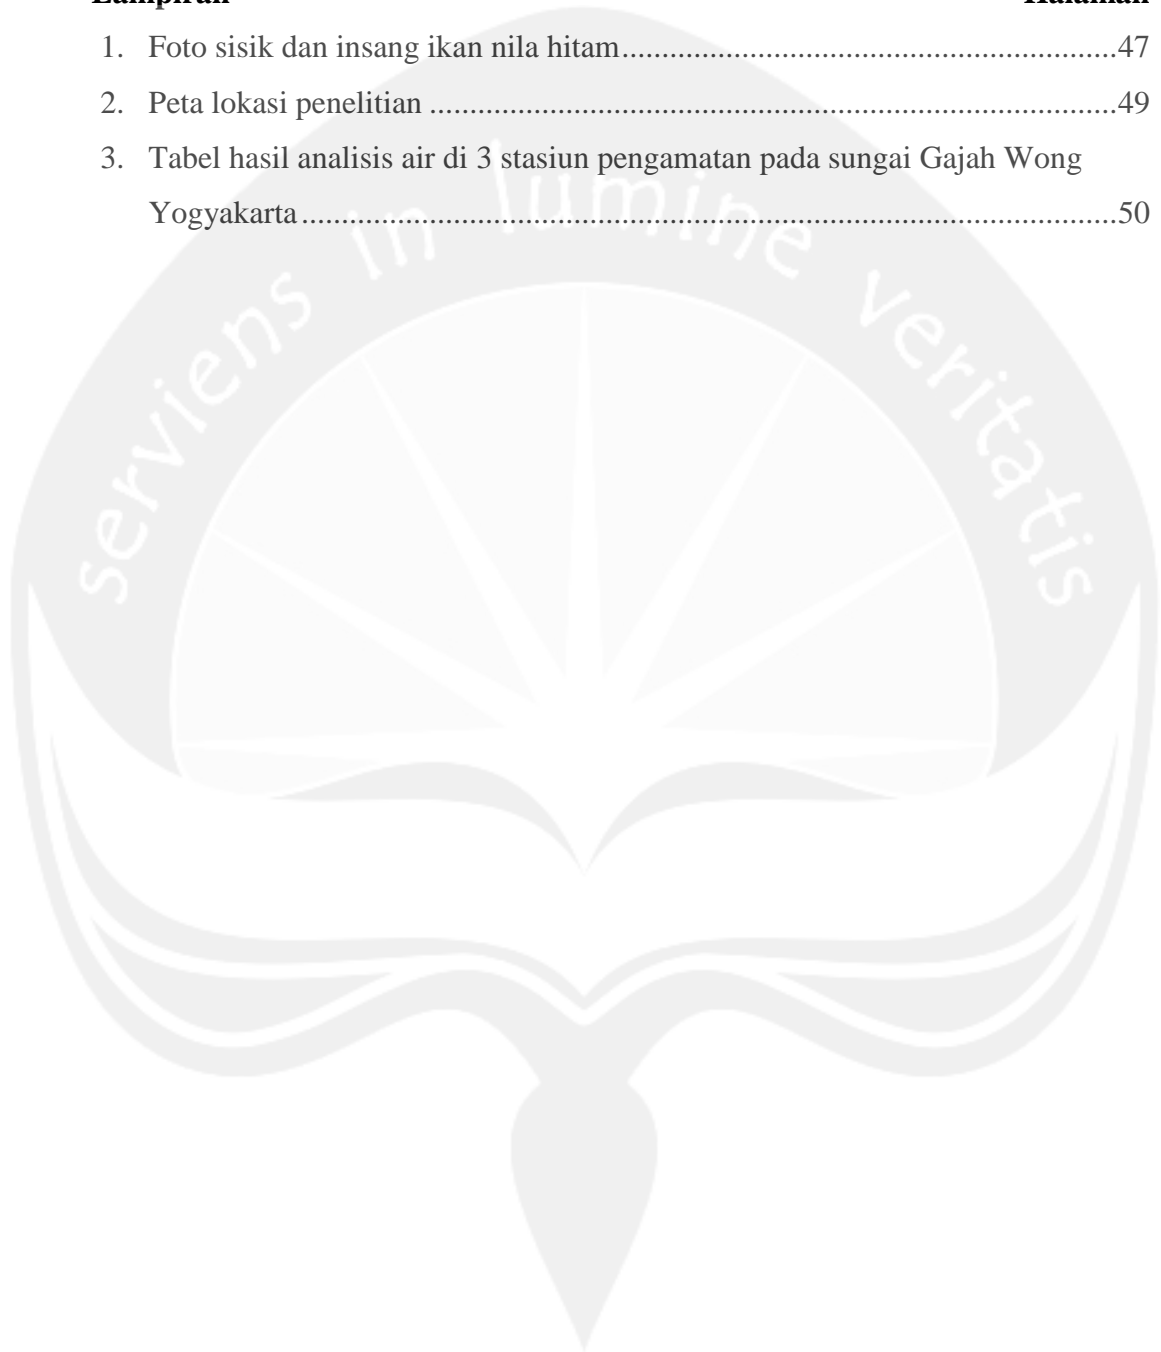 Lampiran Halaman
1. Foto sisik dan insang ikan nila hitam..............................................................47
2. Peta lokasi penelitian ......................................................................................49
3. Tabel hasil analisis air di 3 stasiun pengamatan pada sungai Gajah Wong
Yogyakarta.....................................................................................................50
serviens in lumine veritatis